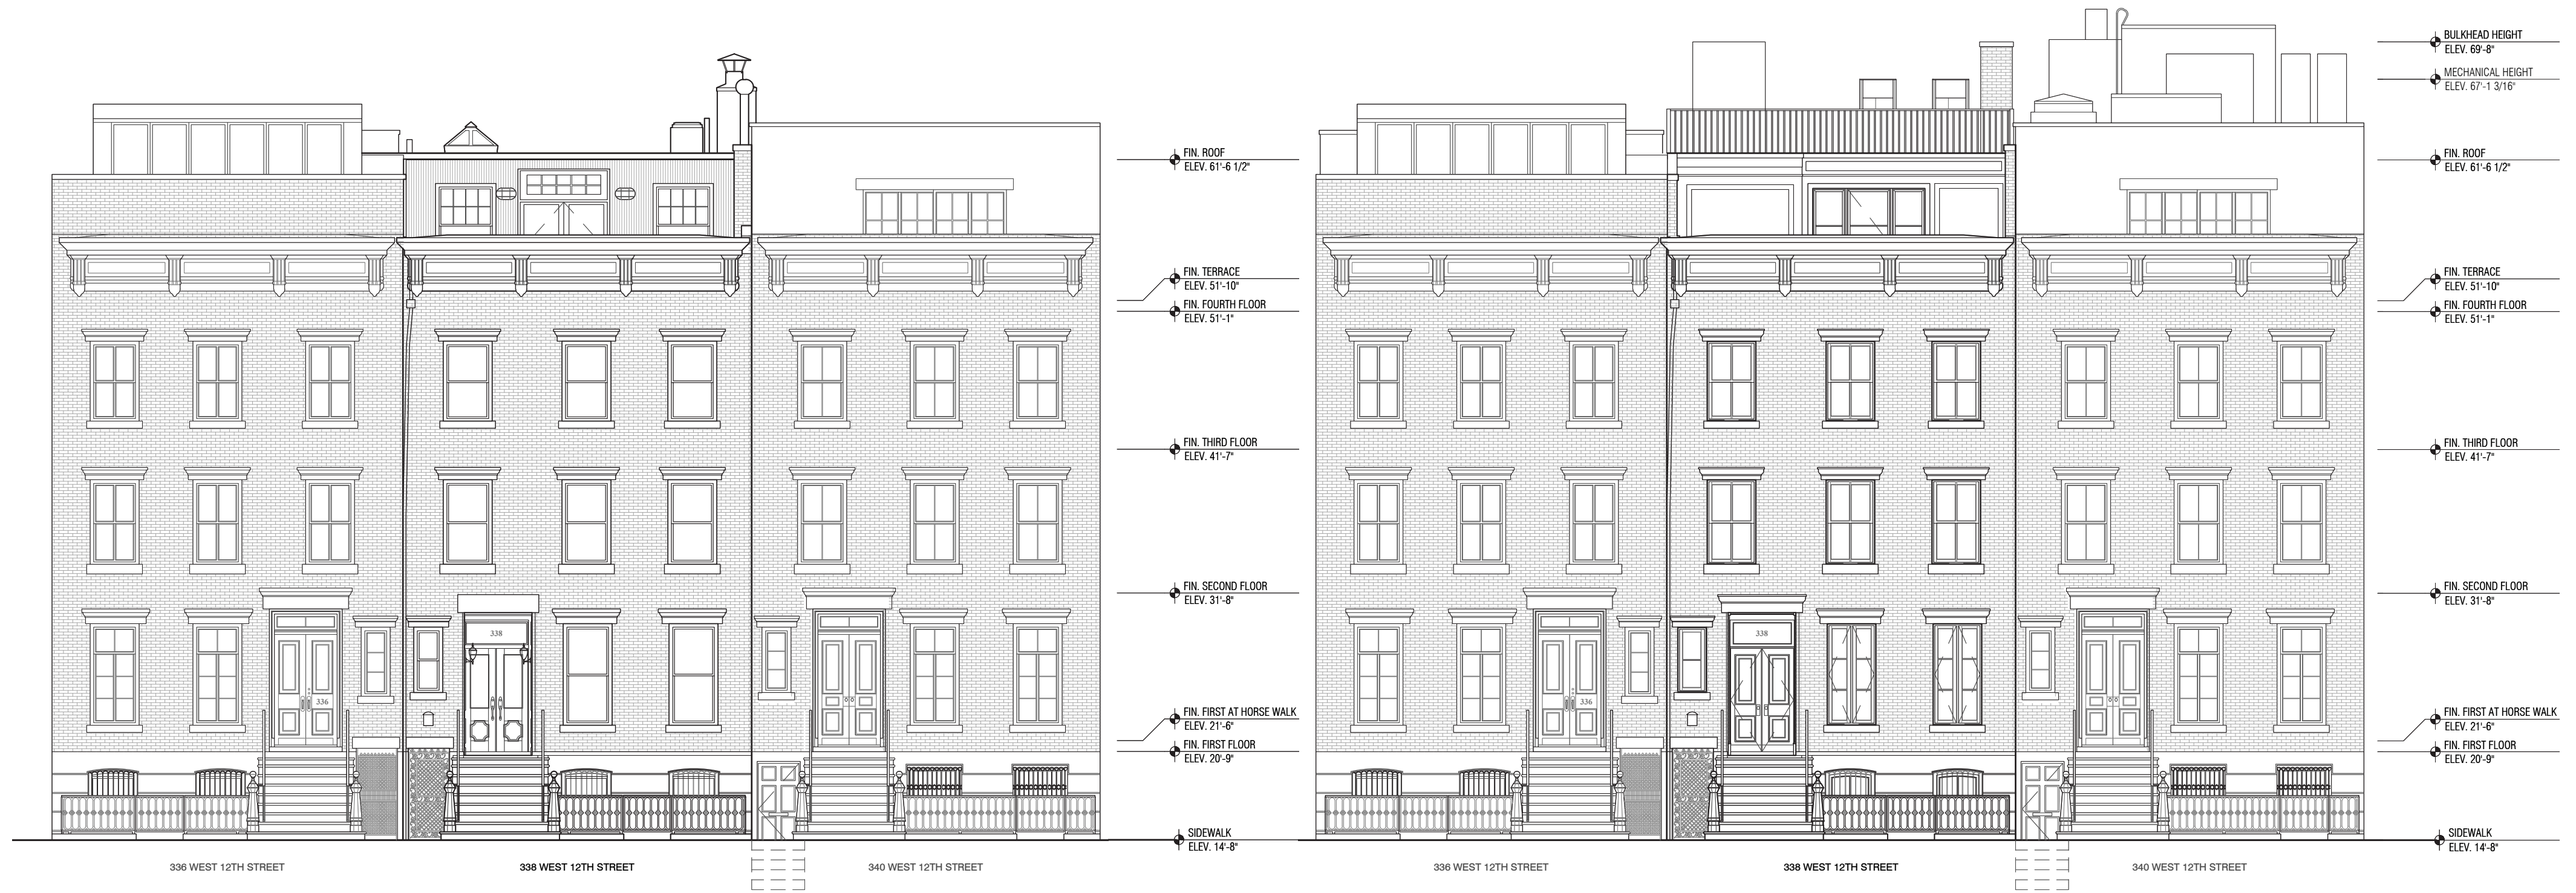 FIN. ROOF
ELEV. 61'-6 1/2"
FIN. TERRACE
ELEV. 51'-10"
FIN. FOURTH FLOOR
ELEV. 51'-1"
FIN. THIRD FLOOR
ELEV. 41'-7"
FIN. SECOND FLOOR
ELEV. 31'-8"
338
336
FIN. FIRST AT HORSE WALK
ELEV. 21'-6"
FIN. FIRST FLOOR
ELEV. 20'-9"
SIDEWALK
ELEV. 14'-8"
336 WEST 12TH STREET
338 WEST 12TH STREET
340 WEST 12TH STREET
BULKHEAD HEIGHT
ELEV. 69'-8"
MECHANICAL HEIGHT
ELEV. 67'-1 3/16"
FIN. ROOF
ELEV. 61'-6 1/2"
FIN. TERRACE
ELEV. 51'-10"
FIN. FOURTH FLOOR
ELEV. 51'-1"
FIN. THIRD FLOOR
ELEV. 41'-7"
FIN. SECOND FLOOR
ELEV. 31'-8"
338
336
FIN. FIRST AT HORSE WALK
ELEV. 21'-6"
FIN. FIRST FLOOR
ELEV. 20'-9"
SIDEWALK
ELEV. 14'-8"
336 WEST 12TH STREET
338 WEST 12TH STREET
340 WEST 12TH STREET